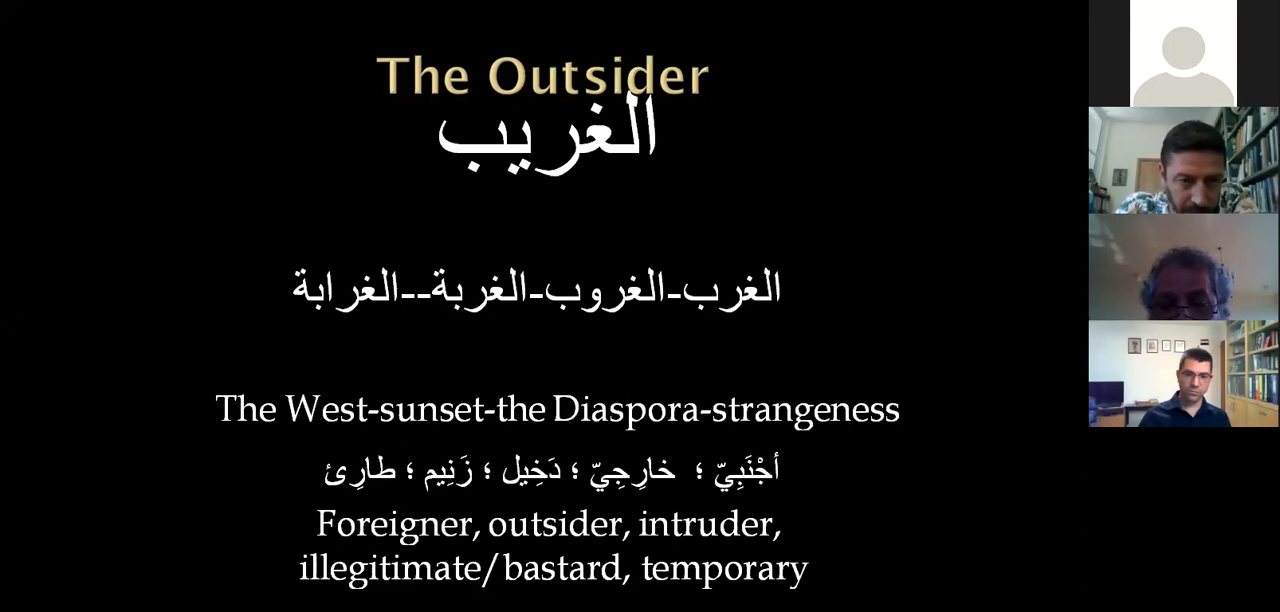 The Outsider
الغريب
الغرب-الغروب-الغربة--الغرابة
The West-sunset-the Diaspora-strangeness
أجْنَبِيّ ؛ خارِجِيّ ؛ دَخِيل ؛ زَنِيم ؛ طارِئ
Foreigner, outsider, intruder,
illegitimate/bastard, temporary